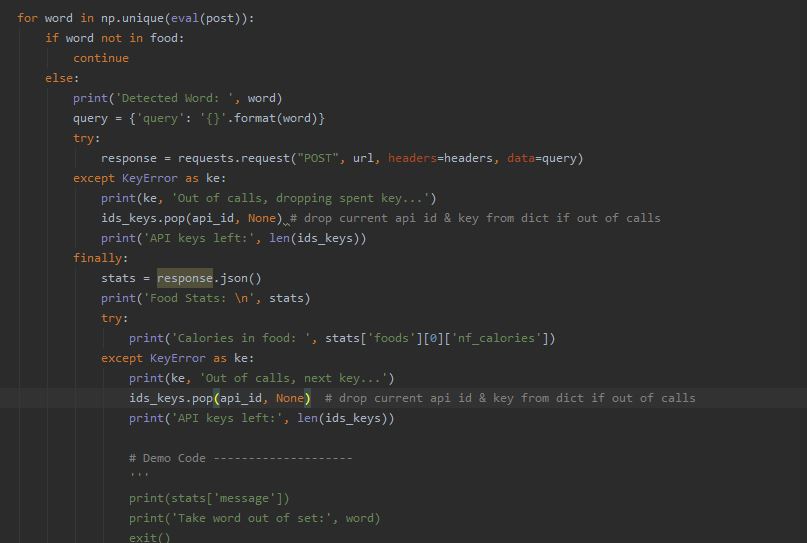 for word in np.unique(eval(post)):
    if word not in food:
        continue
    else:
        print('Detected Word: ', word)
        query = {'query': '{}'.format(word)}
        try:
            response = requests.request("POST", url, headers=headers, data=query)
        except KeyError as ke:
            print(ke, 'Out of calls, dropping spent key...')
            ids_keys.pop(api_id, None) # drop current api id & key from dict if out of calls
            print('API keys left:', len(ids_keys))
        finally:
            stats = response.json()
            print('Food Stats: \n', stats)
            try:
                print('Calories in food: ', stats['foods'][0]['nf_calories'])
            except KeyError as ke:
                print(ke, 'Out of calls, next key...')
                ids_keys.pop(api_id, None)  # drop current api id & key from dict if out of calls
                print('API keys left:', len(ids_keys))

                # Demo Code --------------------
                '''
                print(stats['message'])
                print('Take word out of set:', word)
                exit()